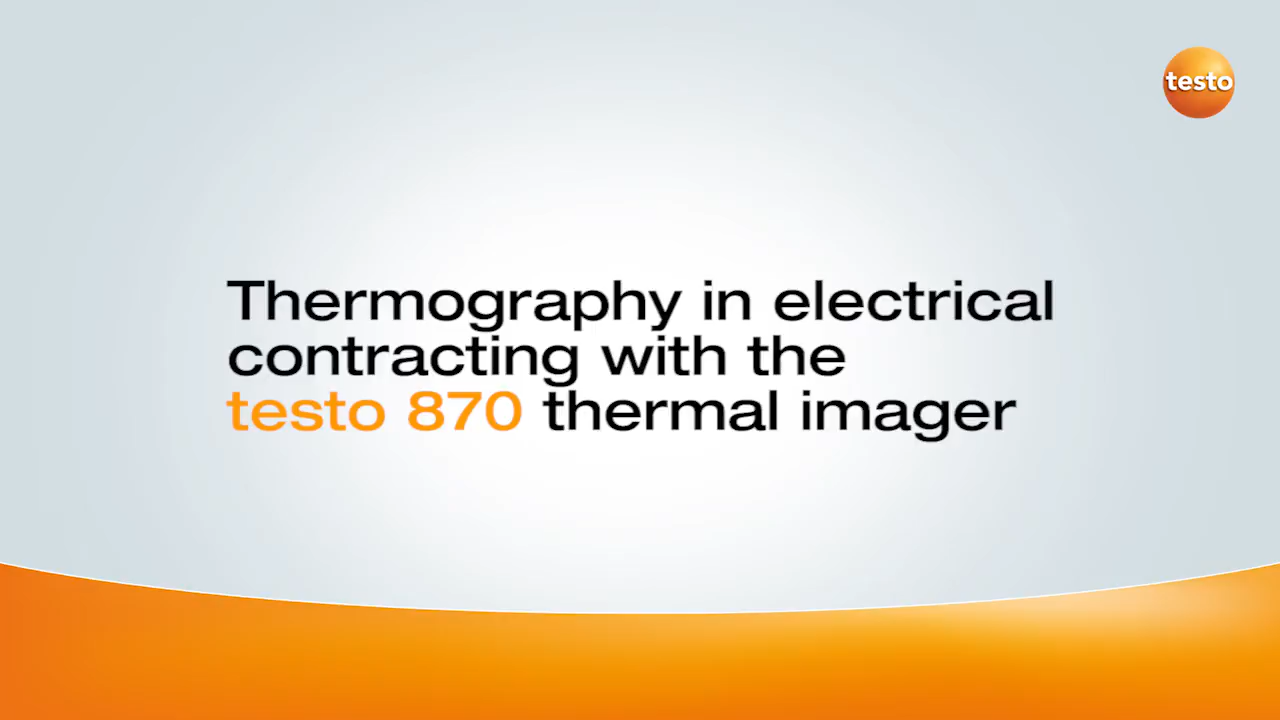 testo
Thermography in electrical
contracting with the
testo 870 thermal imager